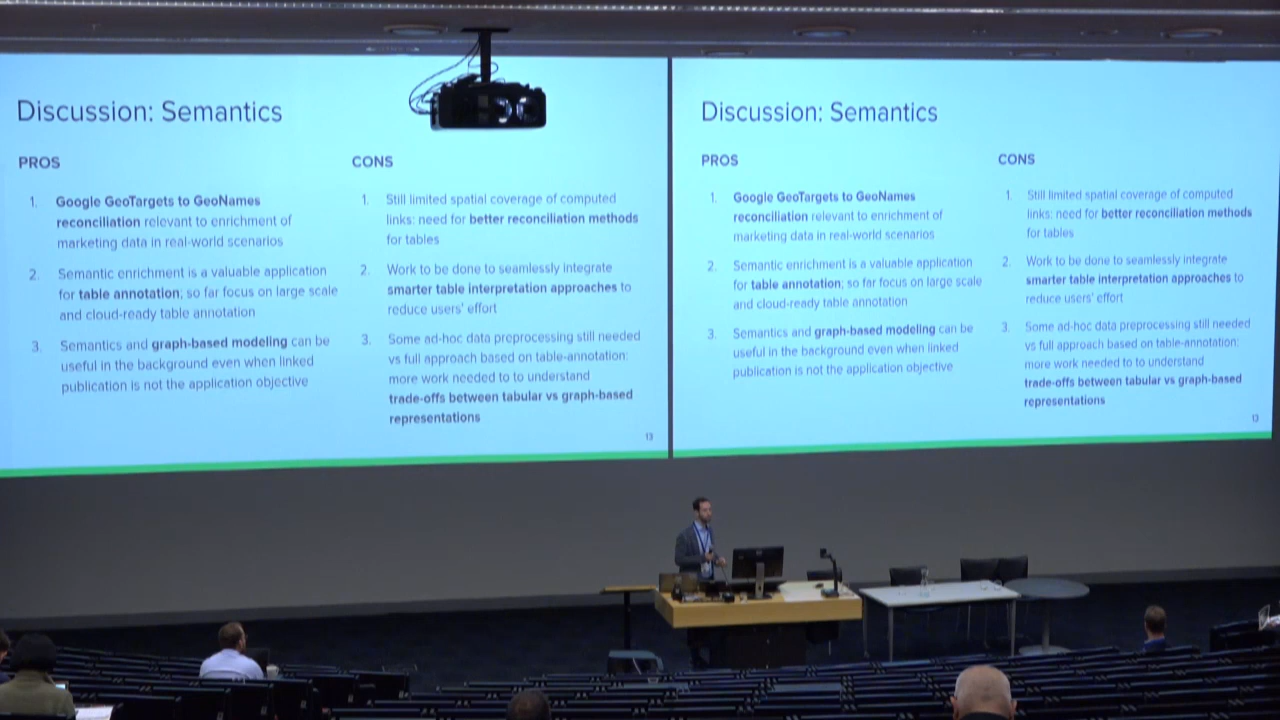 Discussion: Semantics
PROS
1. Google GeoTargets to GeoNames
reconciliation relevant to enrichment of
marketing data in real-world scenarios
2. Semantic enrichment is a valuable application
for table annotation; so far focus on large scale
and cloud-ready table annotation
3. Semantics and graph-based modeling can be
useful in the background even when linked
publication is not the application objective
CONS
1. Still limited spatial coverage of computed
links: need for better reconciliation methods
for tables
2. Work to be done to seamlessly integrate
smarter table interpretation approaches to
reduce users' effort
3. Some ad-hoc data preprocessing still needed
vs full approach based on table-annotation:
more work needed to to understand
trade-offs between tabular vs graph-based
representations
13
Discussion: Semantics
PROS
1. Google GeoTargets to GeoNames
reconciliation relevant to enrichment of
marketing data in real-world scenarios
2. Semantic enrichment is a valuable application
for table annotation; so far focus on large scale
and cloud-ready table annotation
3. Semantics and graph-based modeling can be
useful in the background even when linked
publication is not the application objective
CONS
1. Still limited spatial coverage of computed
links: need for better reconciliation methods
for tables
2. Work to be done to seamlessly integrate
smarter table interpretation approaches to
reduce users' effort
3. Some ad-hoc data preprocessing still needed
vs full approach based on table-annotation:
more work needed to to understand
trade-offs between tabular vs graph-based
representations
13